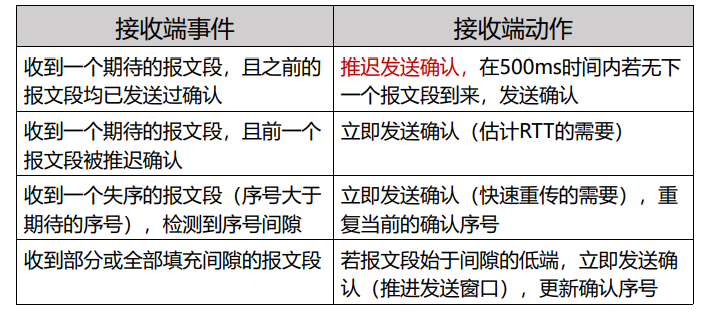 接收端事件
接收端动作
收到一个期待的报文段，且之前的
报文段均已发送过确认
推迟发送确认，在500ms时间内若无下
一个报文段到来，发送确认
收到一个期待的报文段，且前一个
报文段被推迟确认
立即发送确认（估计RTT的需要）
收到一个失序的报文段（序号大于
期待的序号），检测到序号间隙
立即发送确认（快速重传的需要），重
复当前的确认序号
收到部分或全部填充间隙的报文段
若报文段始于间隙的低端，立即发送确
认（推进发送窗口），更新确认序号